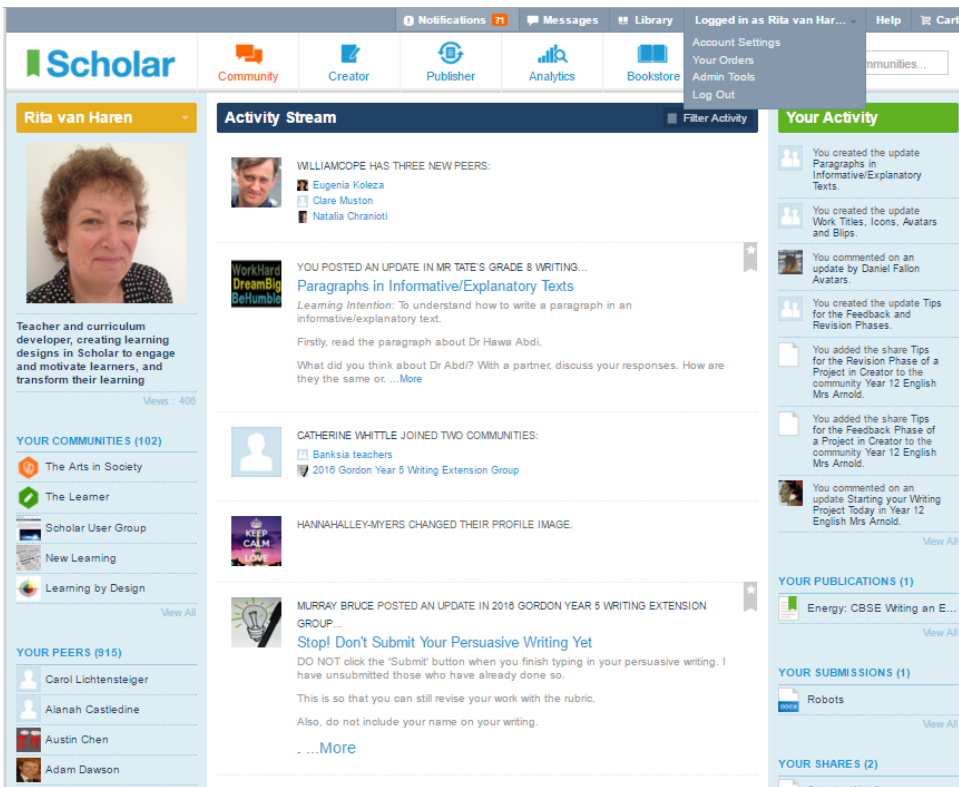 Notifications 71 Messages Library Logged in as Rita van Har... Help Cart
Account Settings
Your Orders
Admin Tools
Log Out
Scholar
Community Creator Publisher Analytics Bookstore
Rita van Haren
Teacher and curriculum
developer, creating learning
designs in Scholar to engage
and motivate learners, and
transform their learning
Views : 406
YOUR COMMUNITIES (102)
The Arts in Society
The Learner
Scholar User Group
New Learning
Learning by Design
View All
YOUR PEERS (915)
Carol Lichtensteiger
Alanah Castledine
Austin Chen
Adam Dawson
Activity Stream
Filter Activity
WILLIAMCOPE HAS THREE NEW PEERS:
Eugenia Koleza
Clare Muston
Natalia Chranioti
WorkHard
DreamBig
BeHumble
YOU POSTED AN UPDATE IN MR TATE'S GRADE 8 WRITING...
Paragraphs in Informative/Explanatory Texts
Learning Intention: To understand how to write a paragraph in an
informative/explanatory text.
Firstly, read the paragraph about Dr Hawa Abdi.
What did you think about Dr Abdi? With a partner, discuss your responses. How are
they the same or. ...More
CATHERINE WHITTLE JOINED TWO COMMUNITIES:
Banksia teachers
2016 Gordon Year 5 Writing Extension Group
KEEP
CALM
LOVE
HANNAHALLEY-MYERS CHANGED THEIR PROFILE IMAGE.
MURRAY BRUCE POSTED AN UPDATE IN 2016 GORDON YEAR 5 WRITING EXTENSION
GROUP...
Stop! Don't Submit Your Persuasive Writing Yet
DO NOT click the 'Submit' button when you finish typing in your persuasive writing. I
have unsubmitted those who have already done so.
This is so that you can still revise your work with the rubric.
Also, do not include your name on your writing.
. ...More
Your Activity
You created the update
Paragraphs in
Informative/Explanatory
Texts.
You created the update
Work Titles, Icons, Avatars
and Blips.
You commented on an
update by Daniel Fallon
Avatars.
You created the update Tips
for the Feedback and
Revision Phases.
You added the share Tips
for the Revision Phase of a
Project in Creator to the
community Year 12 English
Mrs Arnold.
You added the share Tips
for the Feedback Phase of
a Project in Creator to the
community Year 12 English
Mrs Arnold.
You commented on an
update Starting your Writing
Project Today in Year 12
English Mrs Arnold.
View All
YOUR PUBLICATIONS (1)
Energy: CBSE Writing an E...
View All
YOUR SUBMISSIONS (1)
DOCX
Robots
View All
YOUR SHARES (2)